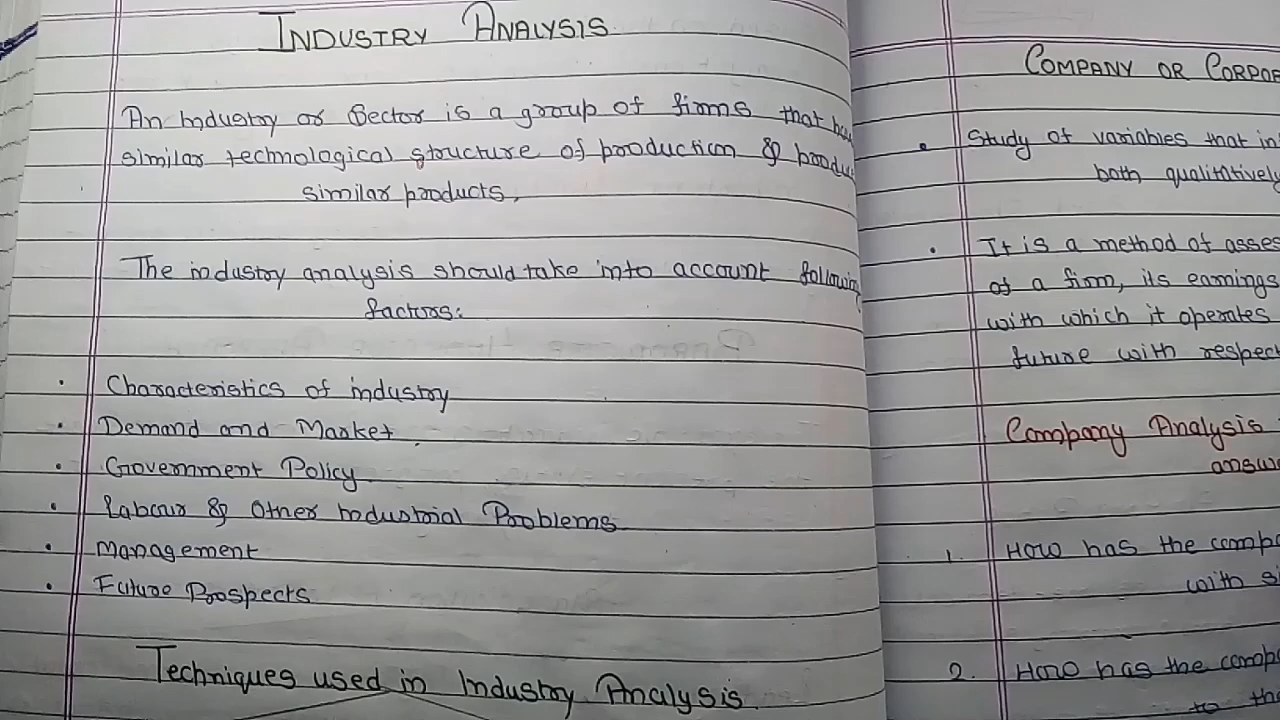 INDUSTRY ANALYSIS
An Industry or Sector is a group of firms that
similar technological structure of production &
similar products.
The industry analysis should take into account following
factors:
• Characteristics of industry
• Demand and Market
• Government Policy
• Labour & Other Industrial Problems
• Management
• Future Prospects
Techniques used in Industry Analysis
COMPANY OR
• Study of variables that
both qualitatively
• It is a method of
of a firm, its earnings
with which it operates
future with
Company Analysis
1. How has the
with
2. How has the
to